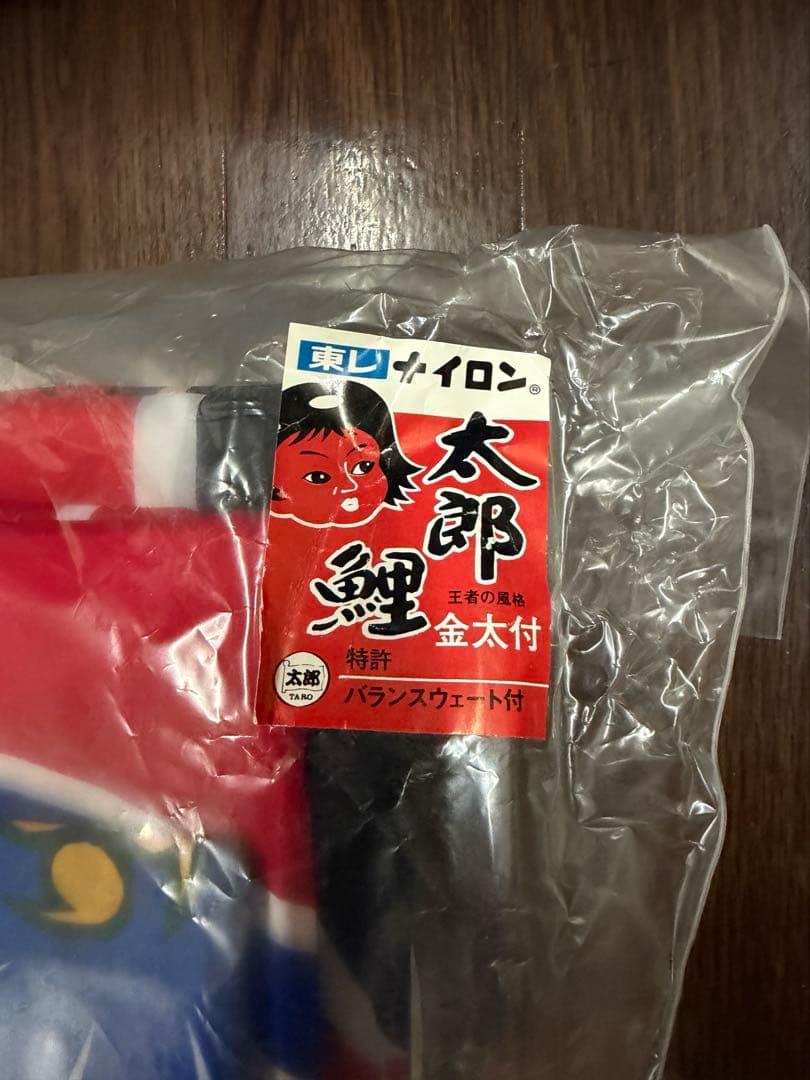 東レ ナイロン®
太郎
鯉
王者の風格
金太付
特許
太郎
TARO
バランスウェート付